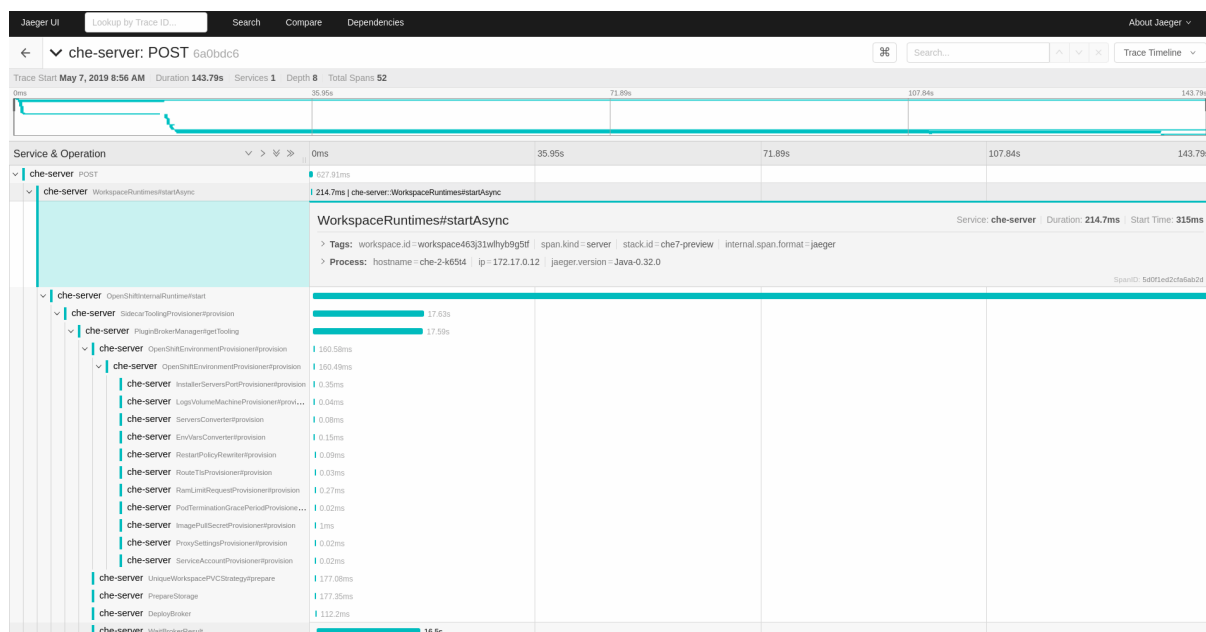 Jaeger UI Lookup by Trace ID... Search Compare Dependencies About Jaeger
che-server: POST 6a0bdc6 Search... Trace Timeline
Trace Start May 7, 2019 8:56 AM Duration 143.79s Services 1 Depth 8 Total Spans 52
0ms 35.95s 71.89s 107.84s 143.79s
Service & Operation 0ms 35.95s 71.89s 107.84s 143.79
che-server POST 627.91ms
che-server WorkspaceRuntimes#startAsync 214.7ms | che-server::WorkspaceRuntimes#startAsync
WorkspaceRuntimes#startAsync Service: che-server Duration: 214.7ms Start Time: 315ms
> Tags: workspace.id = workspace463j31wlhyb9g5tf span.kind = server stack.id = che7-preview internal.span.format = jaeger
> Process: hostname = che-2-k65t4 ip = 172.17.0.12 jaeger.version = Java-0.32.0
SpanID: 5d0f1ed2cfa6ab2d
che-server OpenShiftInternalRuntime#start
che-server SidecarToolingProvisioner#provision 17.63s
che-server PluginBrokerManager#getTooling 17.59s
che-server OpenShiftEnvironmentProvisioner#provision 160.58ms
che-server OpenShiftEnvironmentProvisioner#provision 160.49ms
che-server InstallerServersPortProvisioner#provision 0.35ms
che-server LogsVolumeMachineProvisioner#provi... 0.04ms
che-server ServersConverter#provision 0.08ms
che-server EnvVarsConverter#provision 0.15ms
che-server RestartPolicyRewriter#provision 0.09ms
che-server RouteTlsProvisioner#provision 0.03ms
che-server RamLimitRequestProvisioner#provision 0.27ms
che-server PodTerminationGracePeriodProvisione... 0.02ms
che-server ImagePullSecretProvisioner#provision 1ms
che-server ProxySettingsProvisioner#provision 0.02ms
che-server ServiceAccountProvisioner#provision 0.02ms
che-server UniqueWorkspacePVCStrategy#prepare 177.08ms
che-server PrepareStorage 177.35ms
che-server DeployBroker 112.2ms
che-server WaitBrokerResult 16.5s